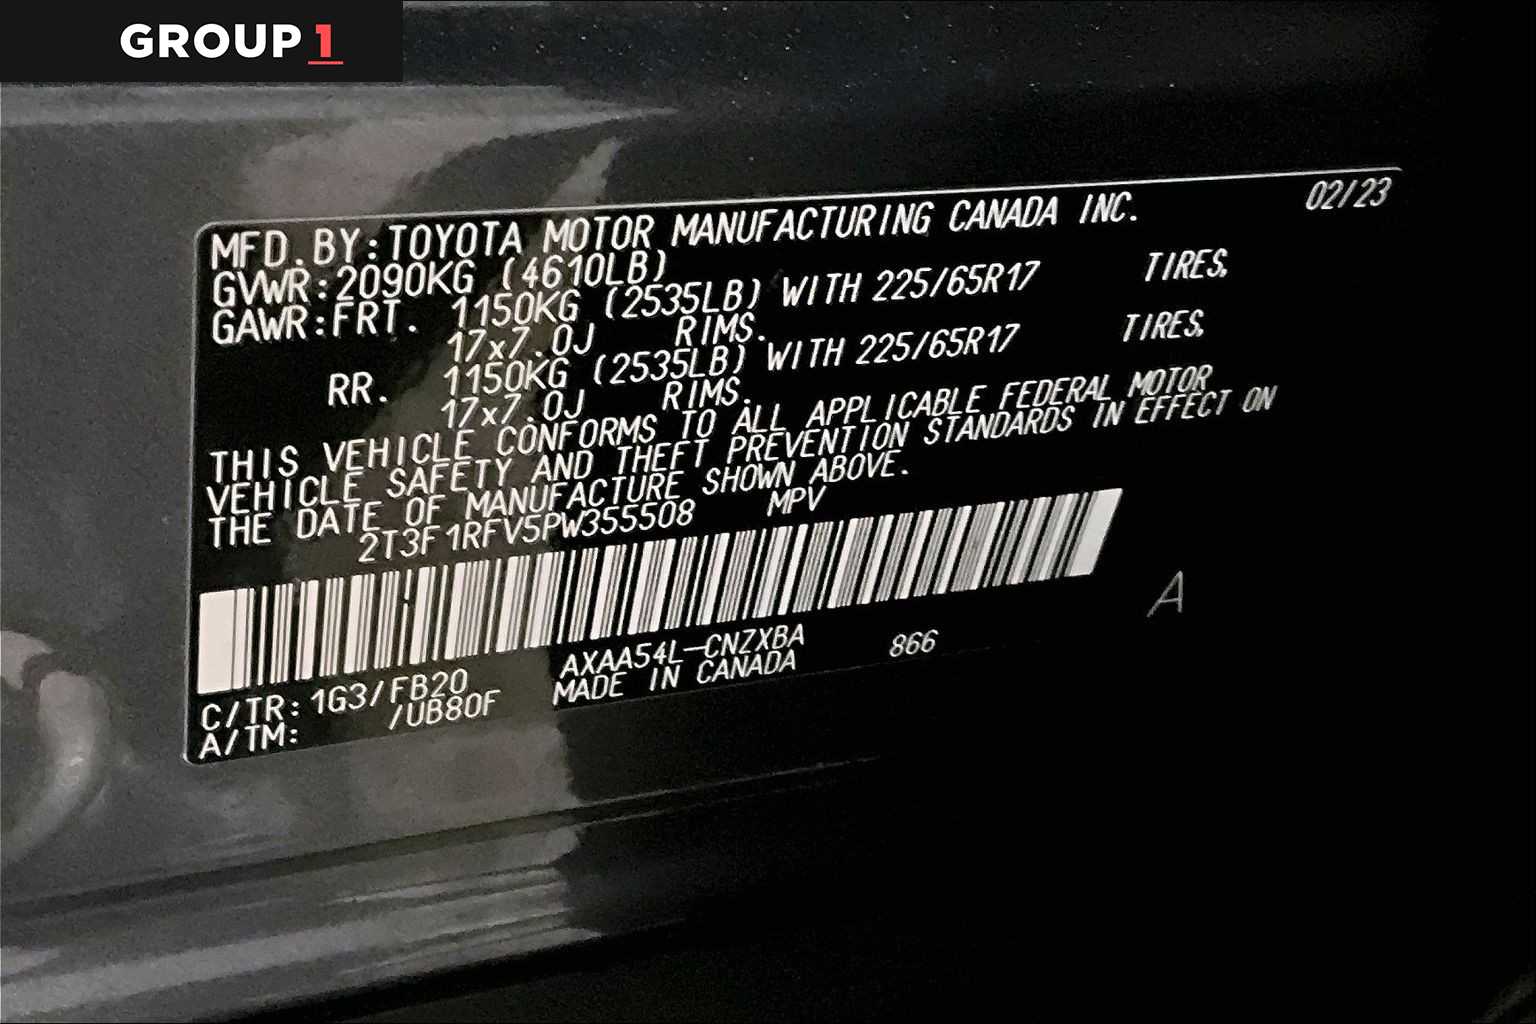 GROUP 1
02/23
MFD. BY: TOYOTA MOTOR MANUFACTURING CANADA INC.
GVWR: 2090KG (4610LB)
GAWR: FRT. 1150KG (2535LB) WITH 225/65R17 TIRES,
17x7.0J RIMS.
RR. 1150KG (2535LB) WITH 225/65R17 TIRES,
17x7.0J RIMS.
THIS VEHICLE CONFORMS TO ALL APPLICABLE FEDERAL MOTOR
VEHICLE SAFETY AND THEFT PREVENTION STANDARDS IN EFFECT ON
THE DATE OF MANUFACTURE SHOWN ABOVE.
2T3F1RFV5PW355508 MPV
A
AXAA54L-CNZXBA 866
C/TR: 1G3/FB20 MADE IN CANADA
A/TM: /UB80F